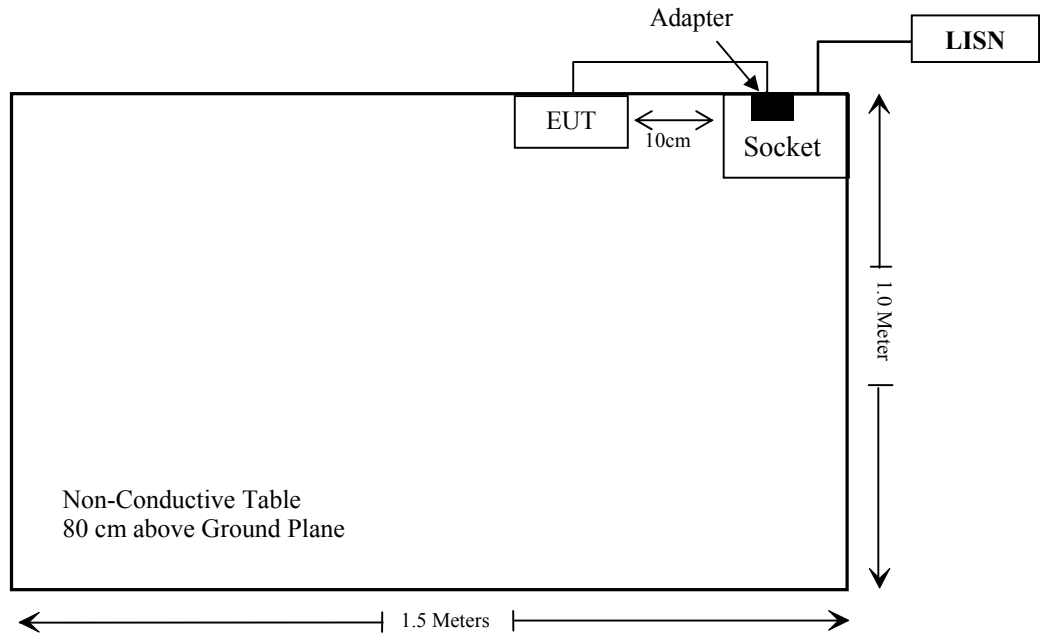 Adapter
LISN
EUT
10cm
Socket
1.0 Meter
Non-Conductive Table
80 cm above Ground Plane
1.5 Meters